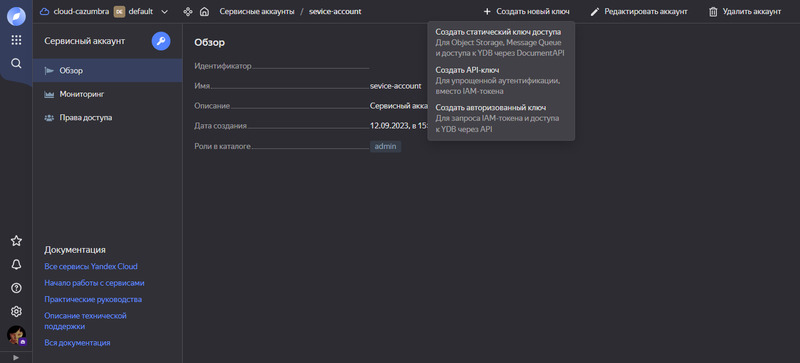 cloud-cazumbra DE default Сервисные аккаунты / sevice-account Создать новый ключ Редактировать аккаунт Удалить аккаунт
Сервисный аккаунт
Обзор
Мониторинг
Права доступа
Документация
Все сервисы Yandex Cloud
Начало работы с сервисами
Практические руководства
Описание технической
поддержки
Вся документация
Обзор
Идентификатор
Имя sevice-account
Описание Сервисный акка
Дата создания 12.09.2023, в 15:
Роли в каталоге admin
Создать статический ключ доступа
Для Object Storage, Message Queue
и доступа к YDB через DocumentAPI
Создать API-ключ
Для упрощенной аутентификации,
вместо IAM-токена
Создать авторизованный ключ
Для запроса IAM-токена и доступа
к YDB через API